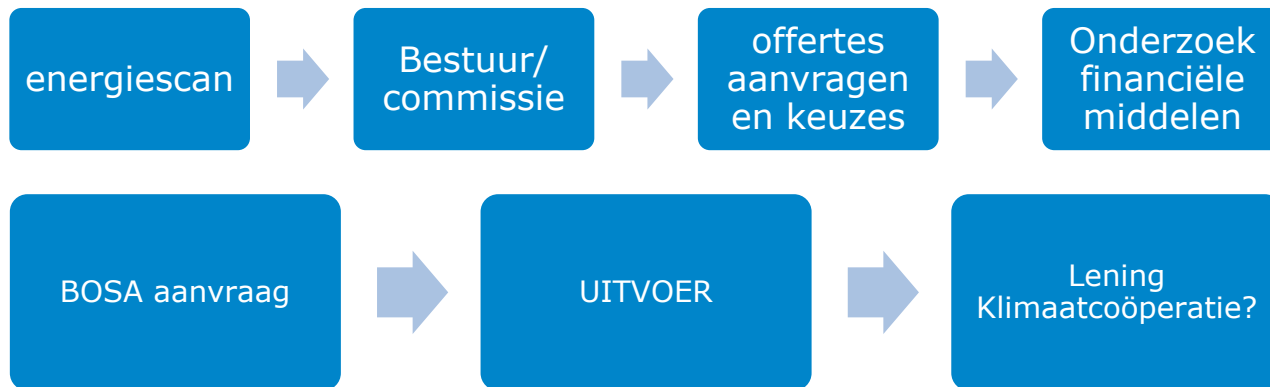 energiescan
Bestuur/
commissie
offertes
aanvragen
en keuzes
Onderzoek
financiële
middelen
BOSA aanvraag
UITVOER
Lening
Klimaatcoöperatie?